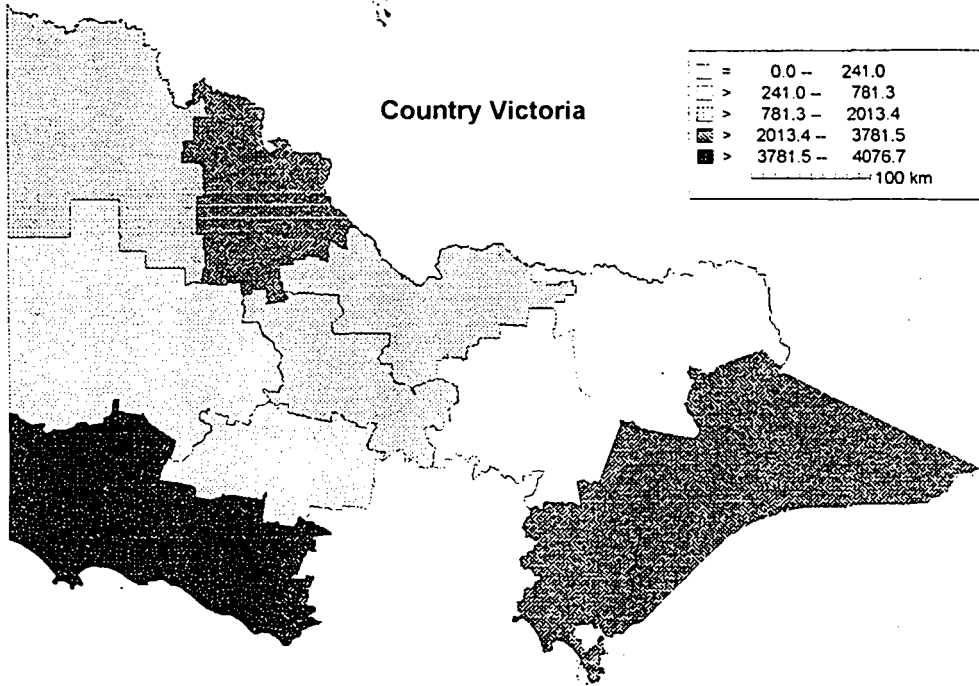 Country Victoria
= 0.0 -- 241.0
> 241.0 -- 781.3
> 781.3 -- 2013.4
> 2013.4 -- 3781.5
> 3781.5 -- 4076.7
100 km